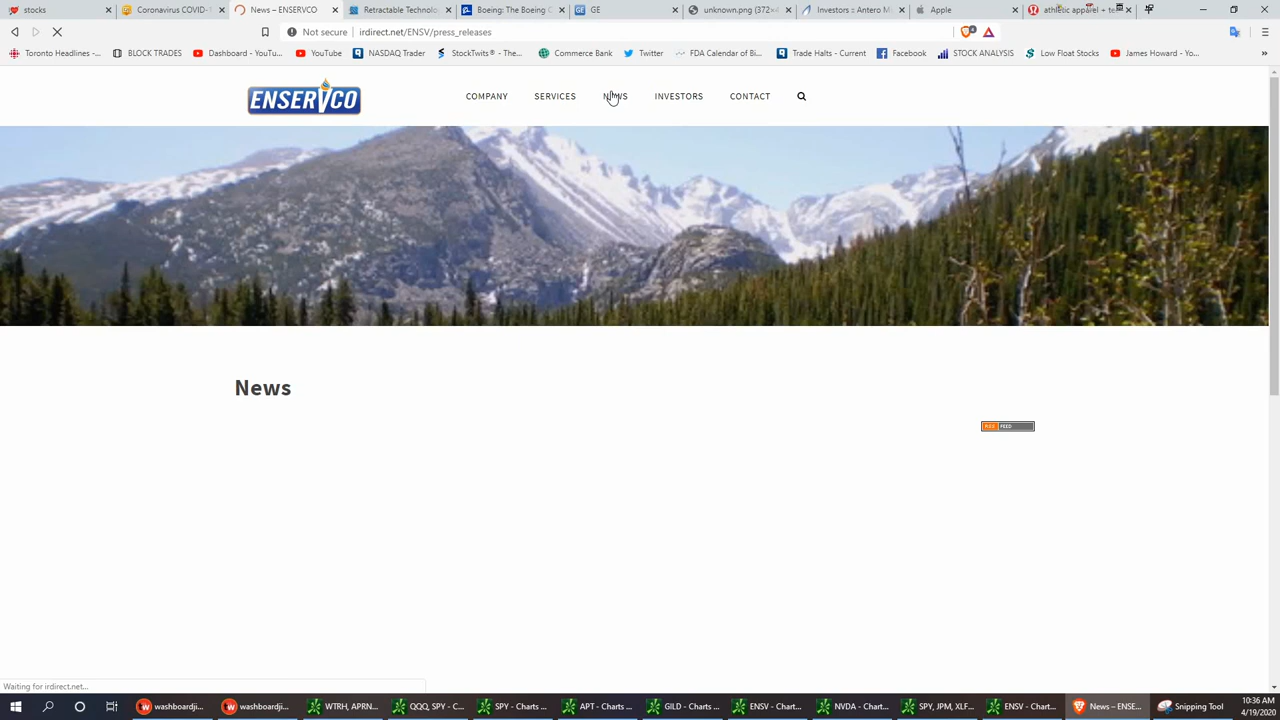 stocks
Coronavirus COVID-1
News – ENSERVCO
Retractable Technolo
Boeing: The Boeing C
GE
GE
unknown.png (372×4
Investors :: Antero M
Apple
athletic apparel + te
Not secure
irdirect.net/ENSV/press_releases
Toronto Headlines -...
BLOCK TRADES
Dashboard - YouTu...
YouTube
NASDAQ Trader
StockTwits® - The...
Commerce Bank
Twitter
FDA Calendar of Bi...
Trade Halts - Current
Facebook
STOCK ANALYSIS
Low Float Stocks
James Howard - Yo...
»
ENSERVCO
COMPANY
SERVICES
NEWS
INVESTORS
CONTACT
News
RSS FEED
Waiting for irdirect.net...
washboardji...
washboardji...
WTRH, APRN...
QQQ, SPY - C...
SPY - Charts ...
APT - Charts ...
GILD - Charts ...
ENSV - Chart...
NVDA - Chart...
SPY, JPM, XLF...
ENSV - Chart...
News – ENSE...
Snipping Tool
10:36 AM
4/19/2020